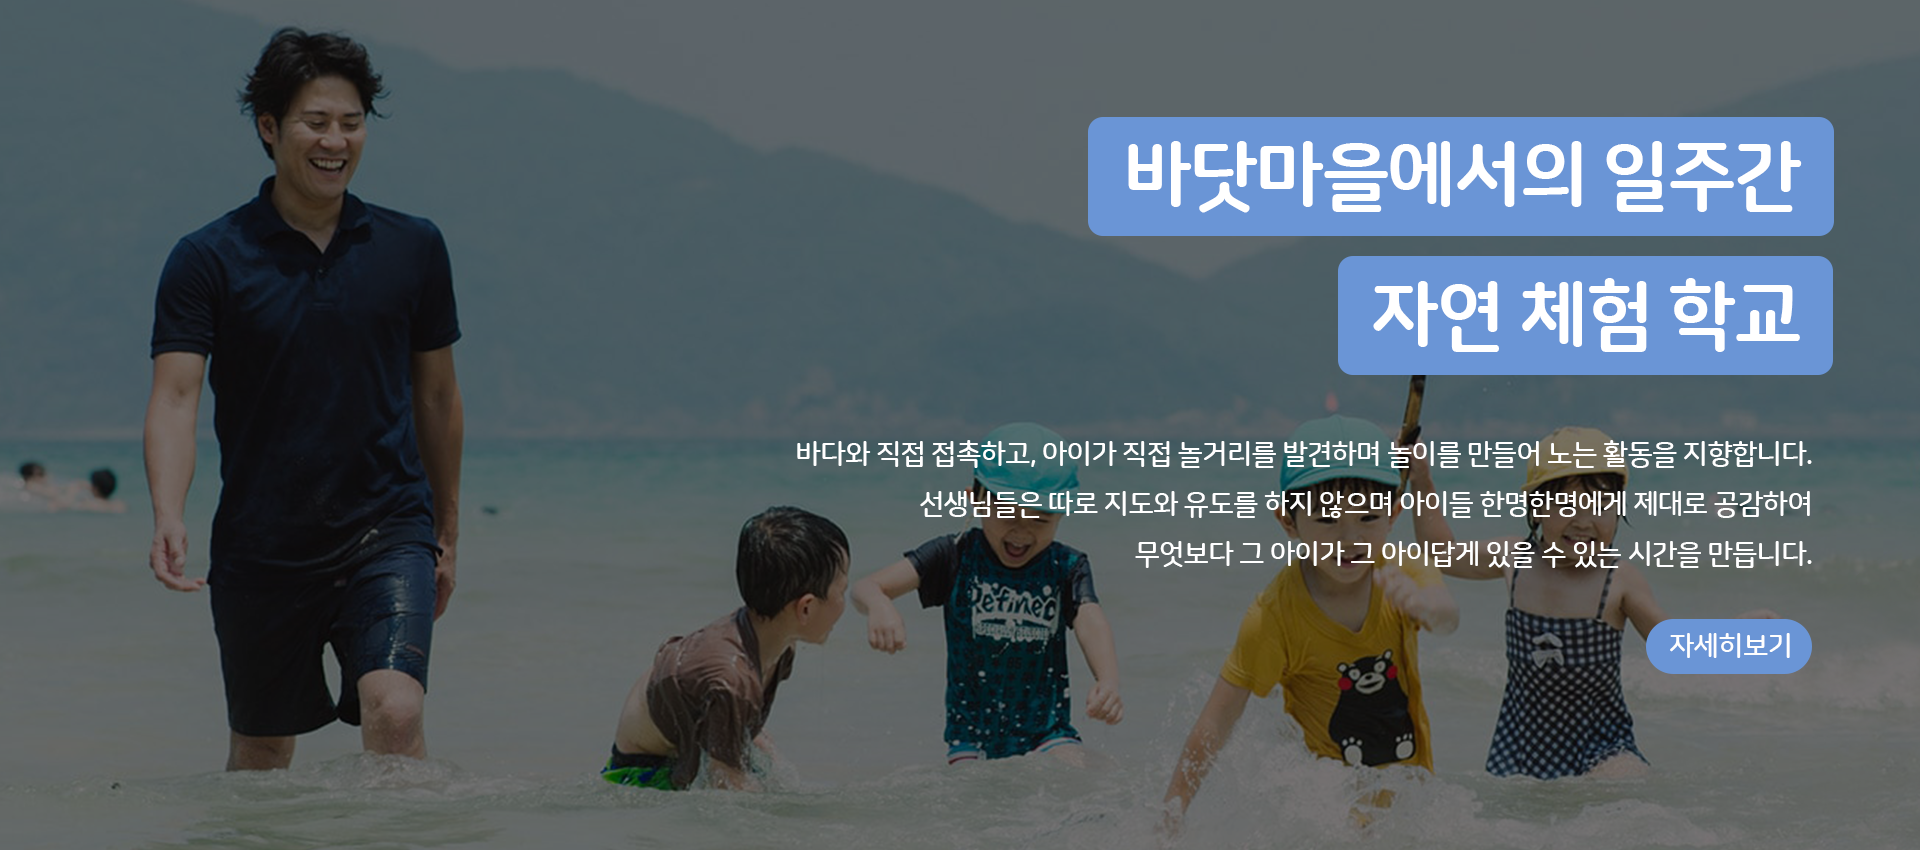 바닷마을에서의 일주간
자연 체험 학교
바다와 직접 접촉하고, 아이가 직접 놀거리를 발견하며 놀이를 만들어 노는 활동을 지향합니다.
선생님들은 따로 지도와 유도를 하지 않으며 아이들 한명한명에게 제대로 공감하여
무엇보다 그 아이가 그 아이답게 있을 수 있는 시간을 만듭니다.
Refined
자세히보기